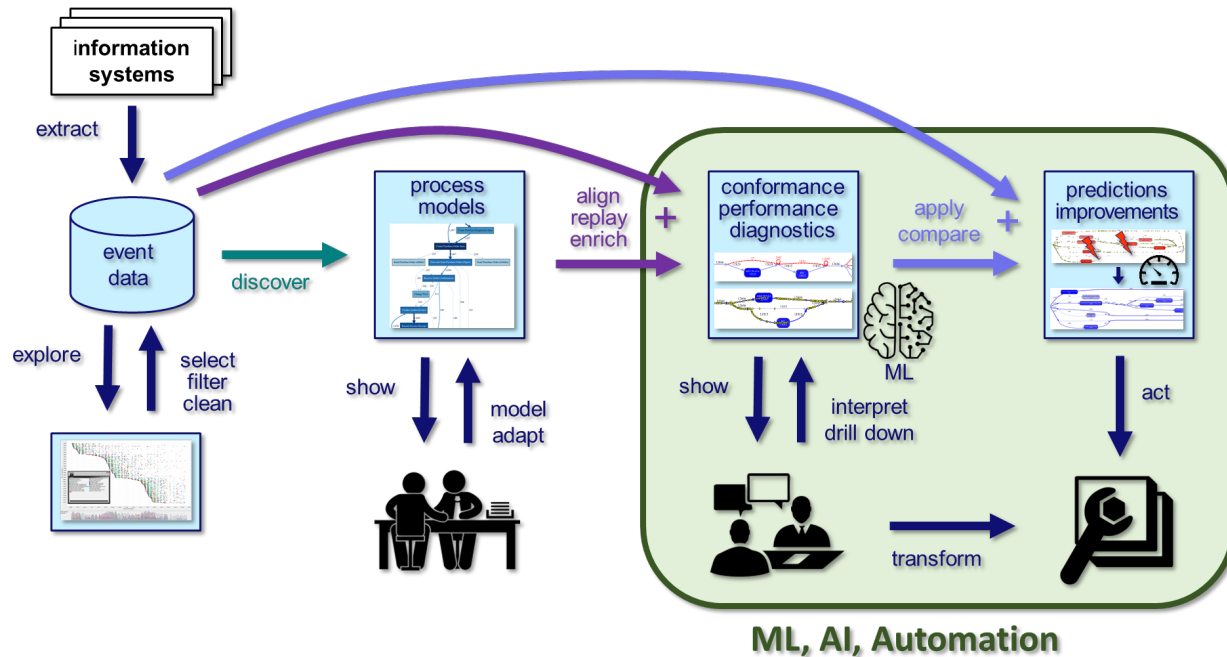 information
systems
extract
event
data
discover
explore
select
filter
clean
process
models
show
model
adapt
align
replay
enrich
+
conformance
performance
diagnostics
apply
compare
+
predictions
improvements
ML
show
interpret
drill down
act
transform
ML, AI, Automation